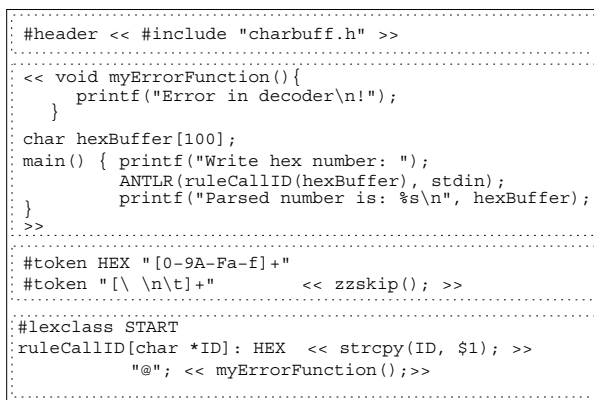 #header << #include "charbuff.h" >>
<< void myErrorFunction(){
printf("Error in decoder\n!");
}
char hexBuffer[100];
main() { printf("Write hex number: ");
ANTLR(ruleCallID(hexBuffer), stdin);
printf("Parsed number is: %s\n", hexBuffer);
}
>>
#token HEX "[0-9A-Fa-f]+"
#token "[\ \n\t]+" << zzskip(); >>
#lexclass START
ruleCallID[char *ID]: HEX << strcpy(ID, $1); >>
"@"; << myErrorFunction();>>